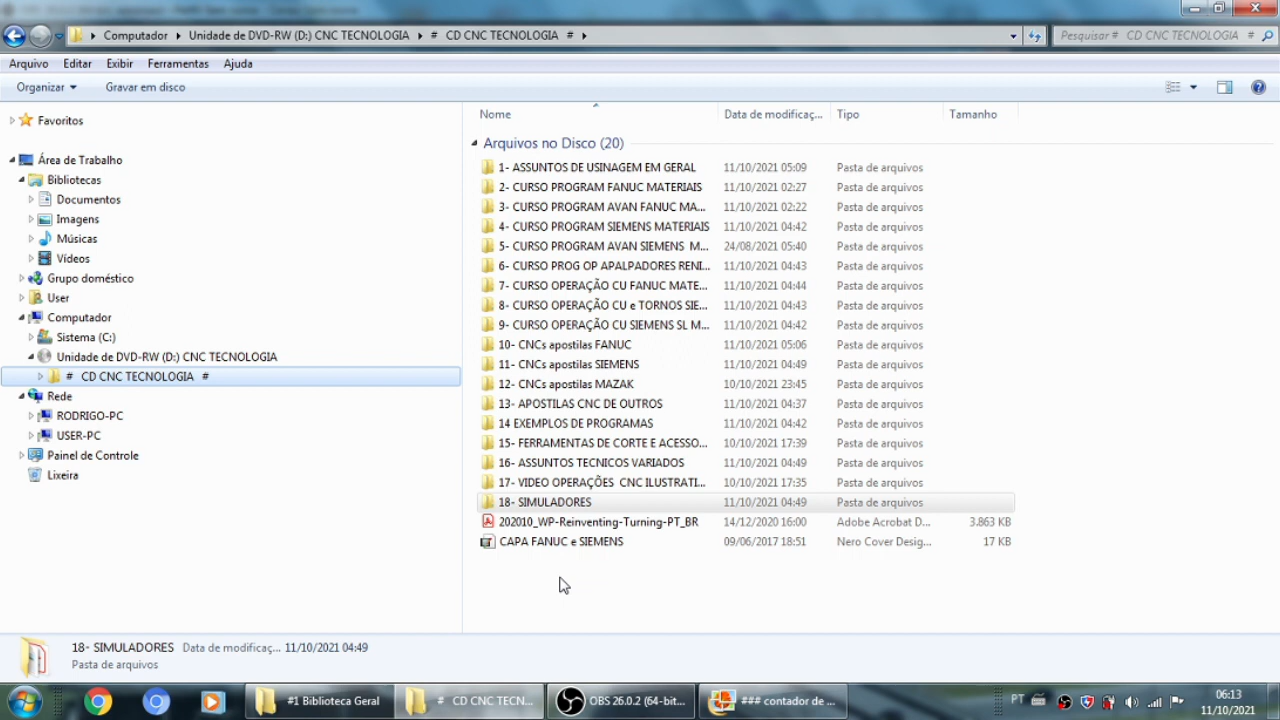 Computador ▸ Unidade de DVD-RW (D:) CNC TECNOLOGIA ▸ # CD CNC TECNOLOGIA # ▸
Pesquisar # CD CNC TECNOLOGIA #
Arquivo Editar Exibir Ferramentas Ajuda
Organizar Gravar em disco
Favoritos
Área de Trabalho
Bibliotecas
Documentos
Imagens
Músicas
Vídeos
Grupo doméstico
User
Computador
Sistema (C:)
Unidade de DVD-RW (D:) CNC TECNOLOGIA
# CD CNC TECNOLOGIA #
Rede
RODRIGO-PC
USER-PC
Painel de Controle
Lixeira
Nome Data de modificaç... Tipo Tamanho
Arquivos no Disco (20)
1- ASSUNTOS DE USINAGEM EM GERAL 11/10/2021 05:09 Pasta de arquivos
2- CURSO PROGRAM FANUC MATERIAIS 11/10/2021 02:27 Pasta de arquivos
3- CURSO PROGRAM AVAN FANUC MA... 11/10/2021 02:22 Pasta de arquivos
4- CURSO PROGRAM SIEMENS MATERIAIS 11/10/2021 04:42 Pasta de arquivos
5- CURSO PROGRAM AVAN SIEMENS M... 24/08/2021 05:40 Pasta de arquivos
6- CURSO PROG OP APALPADORES RENI... 11/10/2021 04:43 Pasta de arquivos
7- CURSO OPERAÇÃO CU FANUC MATE... 11/10/2021 04:44 Pasta de arquivos
8- CURSO OPERAÇÃO CU e TORNOS SIE... 11/10/2021 04:43 Pasta de arquivos
9- CURSO OPERAÇÃO CU SIEMENS SL M... 11/10/2021 04:42 Pasta de arquivos
10- CNCs apostilas FANUC 11/10/2021 05:06 Pasta de arquivos
11- CNCs apostilas SIEMENS 11/10/2021 04:49 Pasta de arquivos
12- CNCs apostilas MAZAK 10/10/2021 23:45 Pasta de arquivos
13- APOSTILAS CNC DE OUTROS 11/10/2021 04:37 Pasta de arquivos
14 EXEMPLOS DE PROGRAMAS 11/10/2021 04:42 Pasta de arquivos
15- FERRAMENTAS DE CORTE E ACESSO... 10/10/2021 17:39 Pasta de arquivos
16- ASSUNTOS TECNICOS VARIADOS 11/10/2021 04:49 Pasta de arquivos
17- VIDEO OPERAÇÕES CNC ILUSTRATI... 10/10/2021 17:35 Pasta de arquivos
18- SIMULADORES 11/10/2021 04:49 Pasta de arquivos
202010_WP-Reinventing-Turning-PT_BR 14/12/2020 16:00 Adobe Acrobat D... 3.863 KB
CAPA FANUC e SIEMENS 09/06/2017 18:51 Nero Cover Desig... 17 KB
18- SIMULADORES Data de modificaç... 11/10/2021 04:49
Pasta de arquivos
#1 Biblioteca Geral # CD CNC TECN... OBS 26.0.2 (64-bit... ### contador de ... PT 06:13
11/10/2021